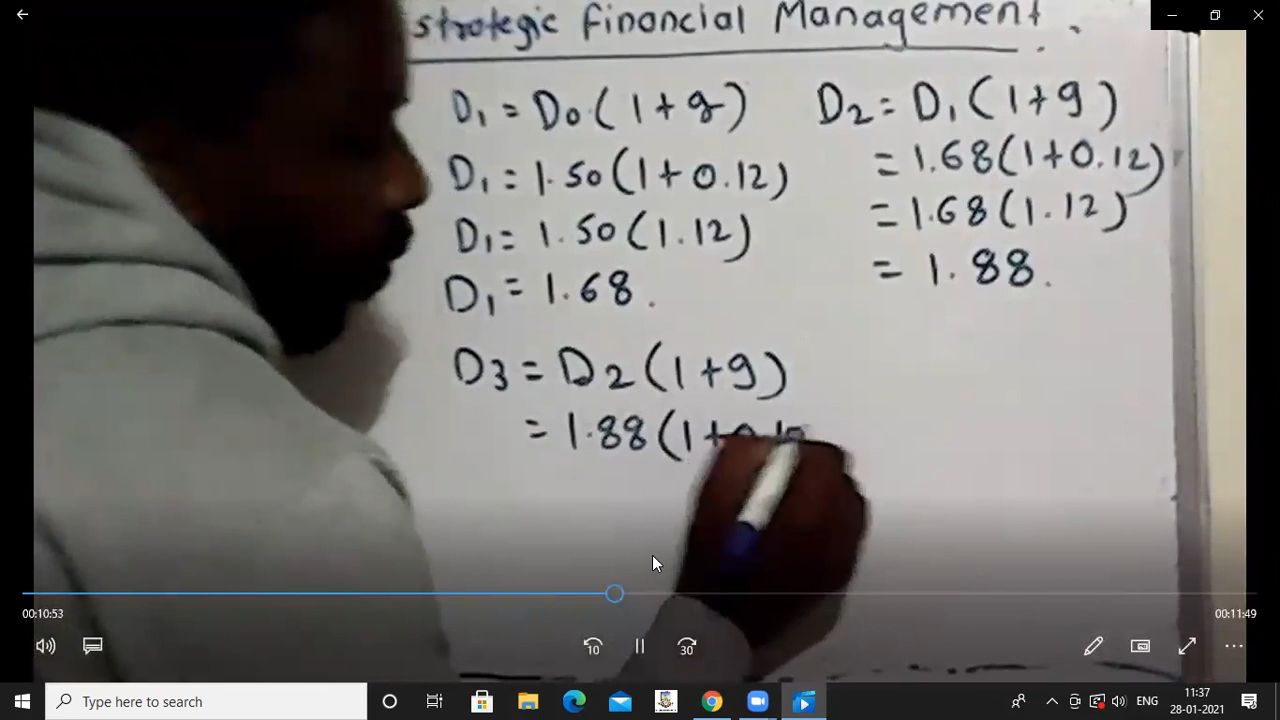 strategic Financial Management.
D₁ = D₀ (1 + g)
D₁ = 1.50 (1 + 0.12)
D₁ = 1.50 (1.12)
D₁ = 1.68.
D₂ = D₁ (1 + g)
= 1.68 (1 + 0.12)
= 1.68 (1.12)
= 1.88.
D3 = D₂ (1 + g)
= 1.88 (1 +
00:10:53
00:11:49
10
30
Type here to search
ENG
11:37
28-01-2021